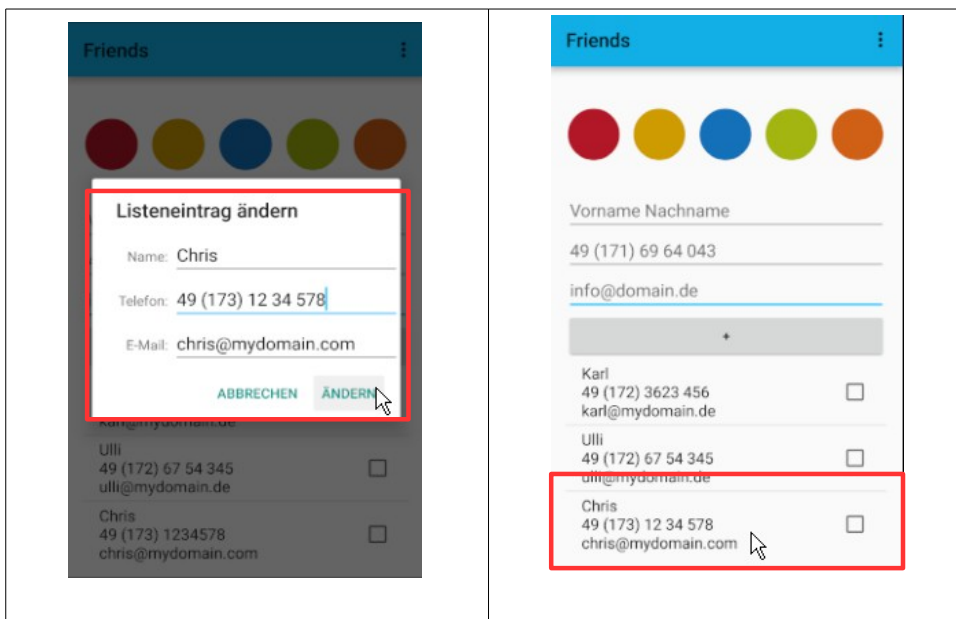 Friends
Listeneintrag ändern
Name: Chris
Telefon: 49 (173) 12 34 578
E-Mail: chris@mydomain.com
ABBRECHEN ÄNDERN
karl@mydomain.de
Ulli
49 (172) 67 54 345
ulli@mydomain.de
Chris
49 (173) 1234578
chris@mydomain.com
Friends
Vorname Nachname
49 (171) 69 64 043
info@domain.de
+
Karl
49 (172) 3623 456
karl@mydomain.de
Ulli
49 (172) 67 54 345
ulli@mydomain.de
Chris
49 (173) 12 34 578
chris@mydomain.com